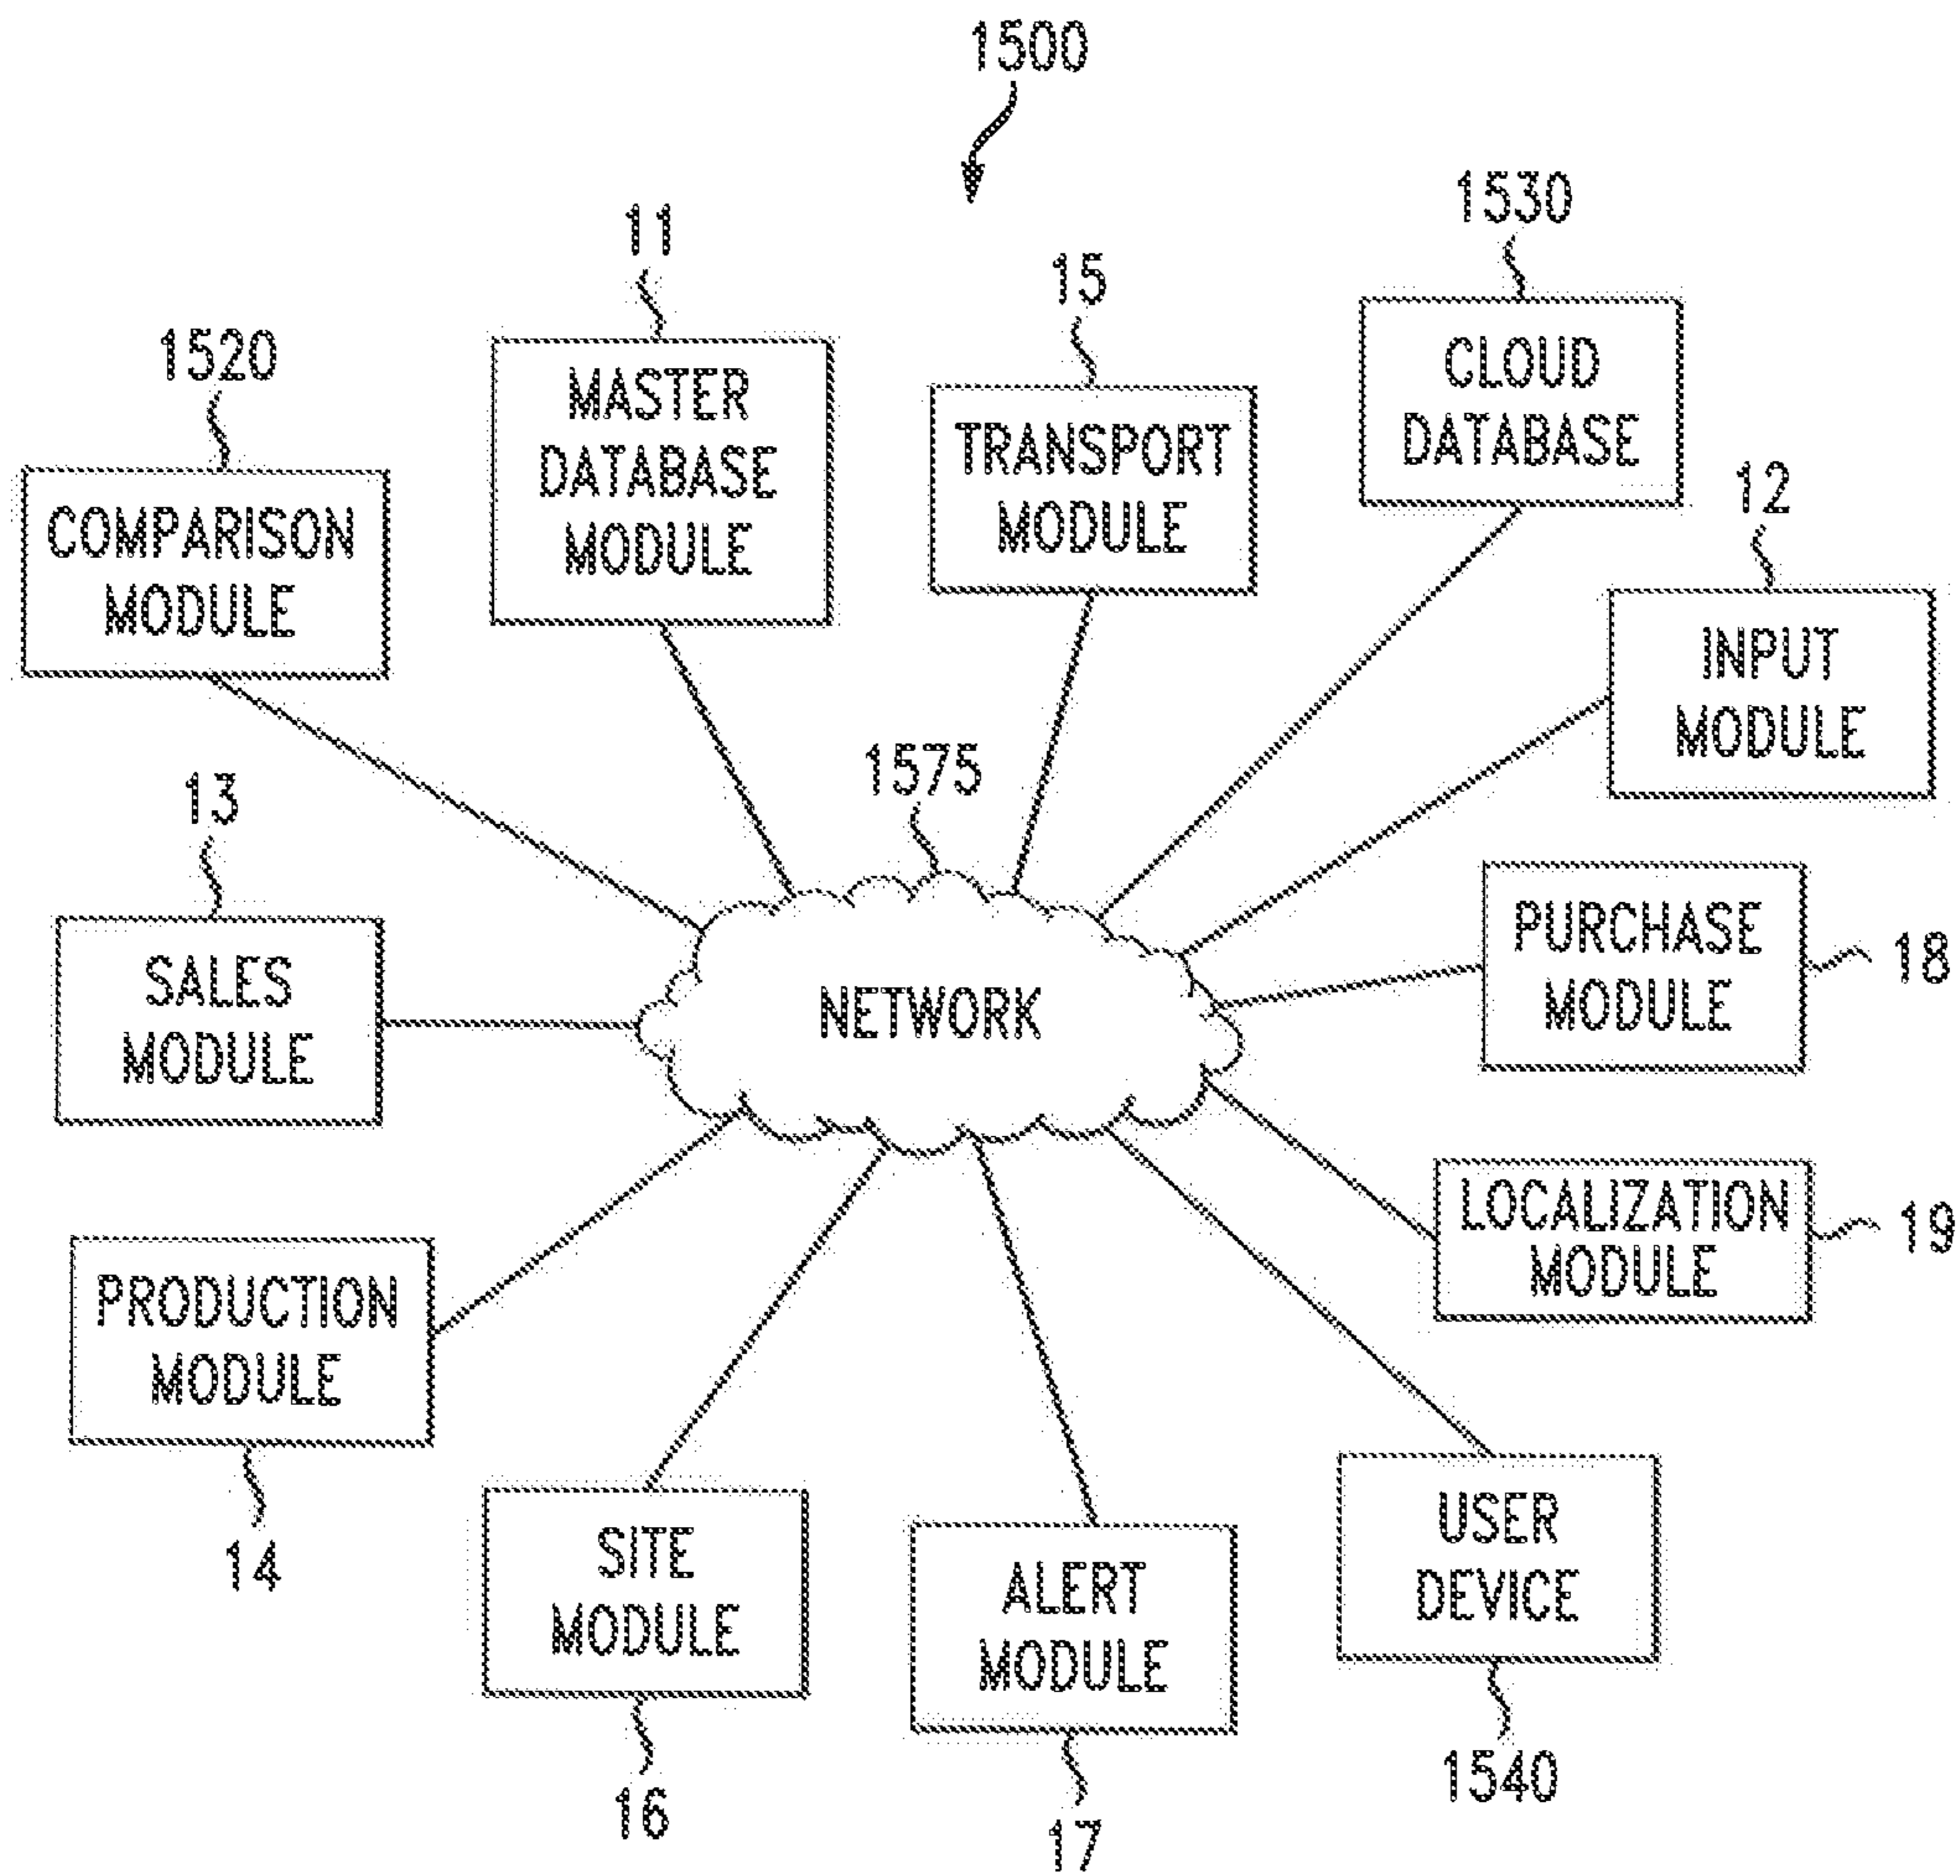 1500
1530
11
15
1520
12
CLOUD
DATABASE
MASTER
DATABASE
MODULE
TRANSPORT
MODULE
COMPARISON
MODULE
INPUT
MODULE
1575
13
PURCHASE
MODULE
18
SALES
MODULE
NETWORK
LOCALIZATION
MODULE
19
PRODUCTION
MODULE
14
SITE
MODULE
16
ALERT
MODULE
17
USER
DEVICE
1540